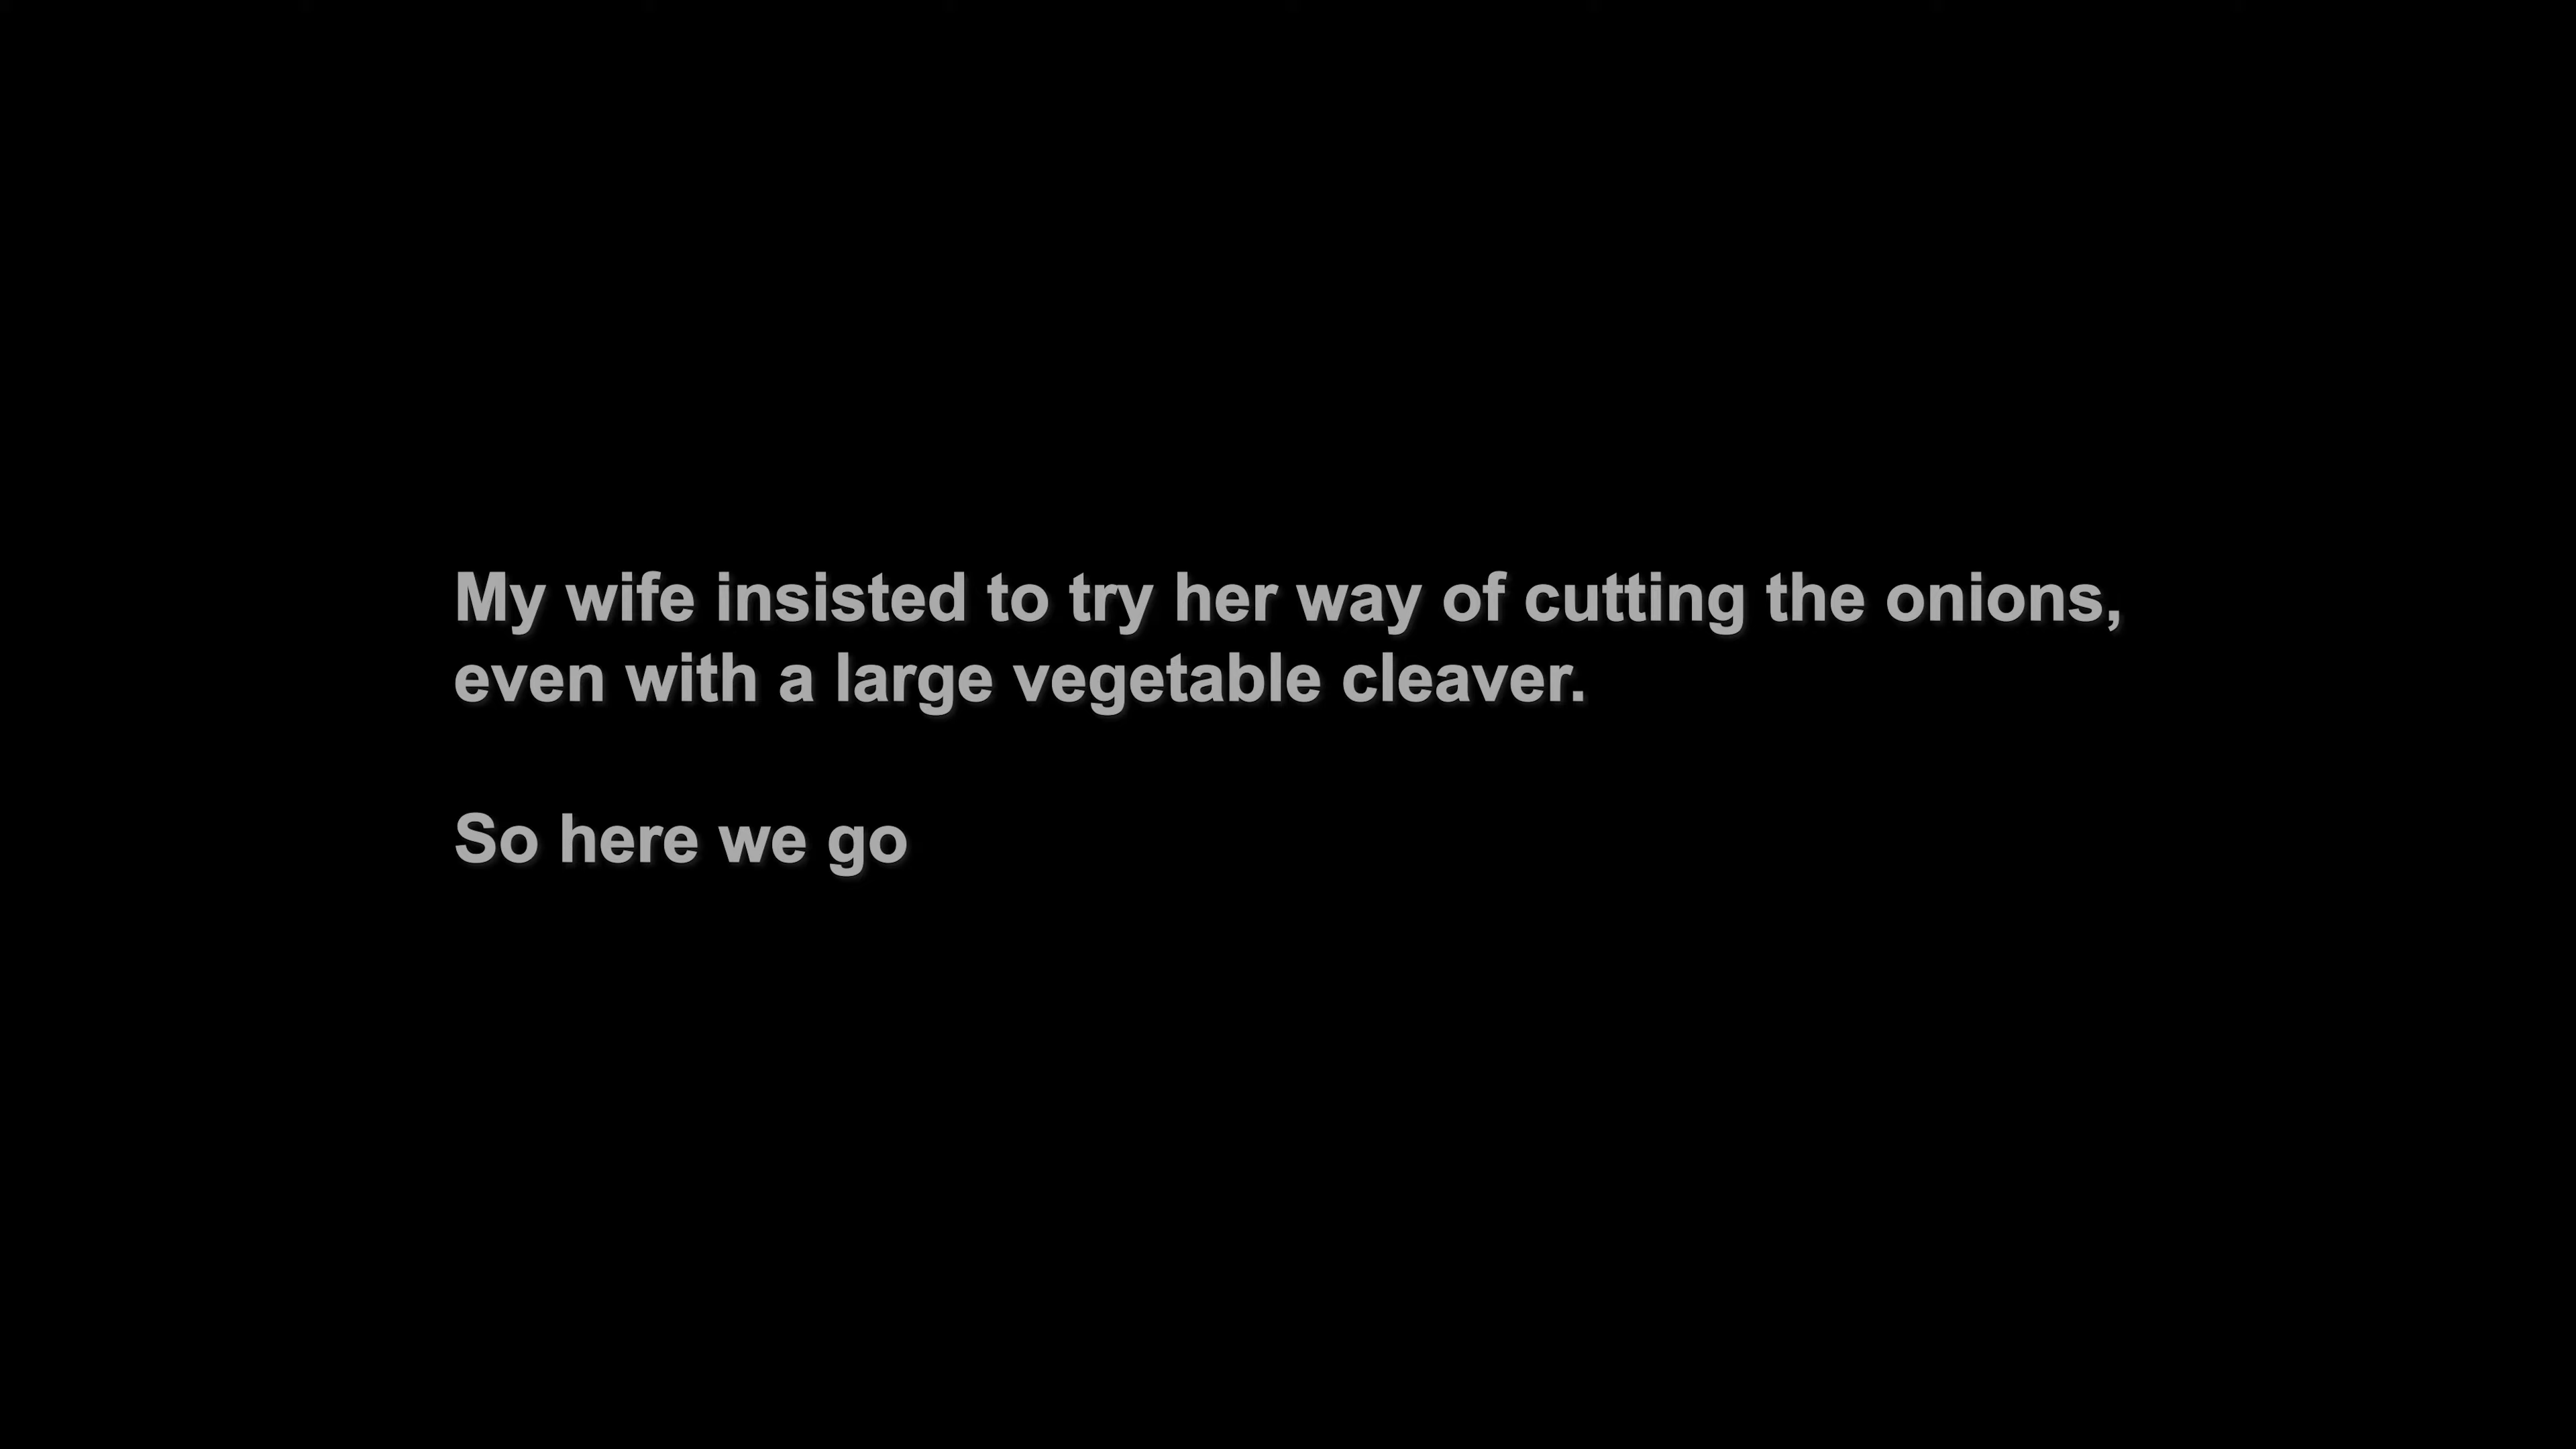 My wife insisted to try her way of cutting the onions,
even with a large vegetable cleaver.
So here we go